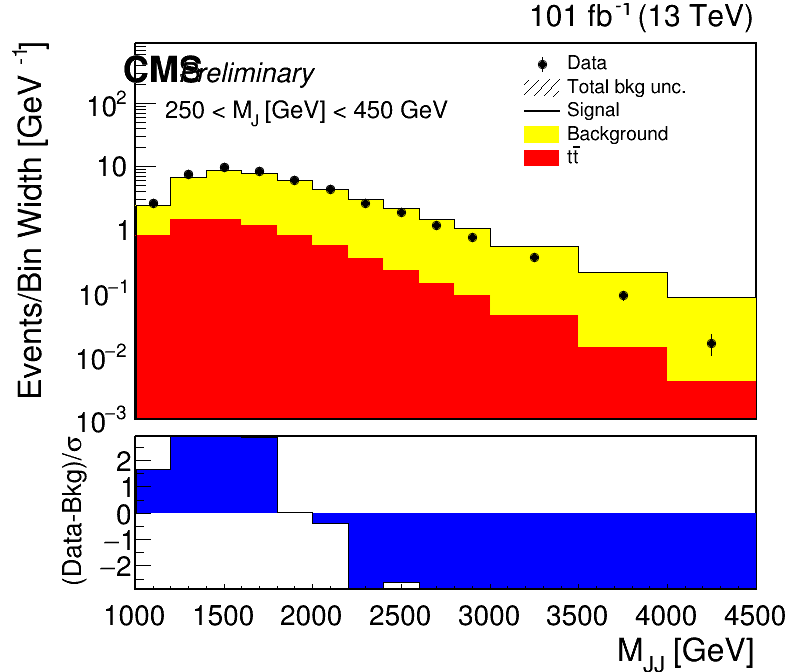 101 fb⁻¹ (13 TeV)
CMS Preliminary
250 < M_J [GeV] < 450 GeV
Data
Total bkg unc.
Signal
Background
tt̄
Events/Bin Width [GeV⁻¹]
10²
10
1
10⁻¹
10⁻²
10⁻³
(Data-Bkg)/σ
2
1
0
−1
−2
1000 1500 2000 2500 3000 3500 4000 4500
M_JJ [GeV]